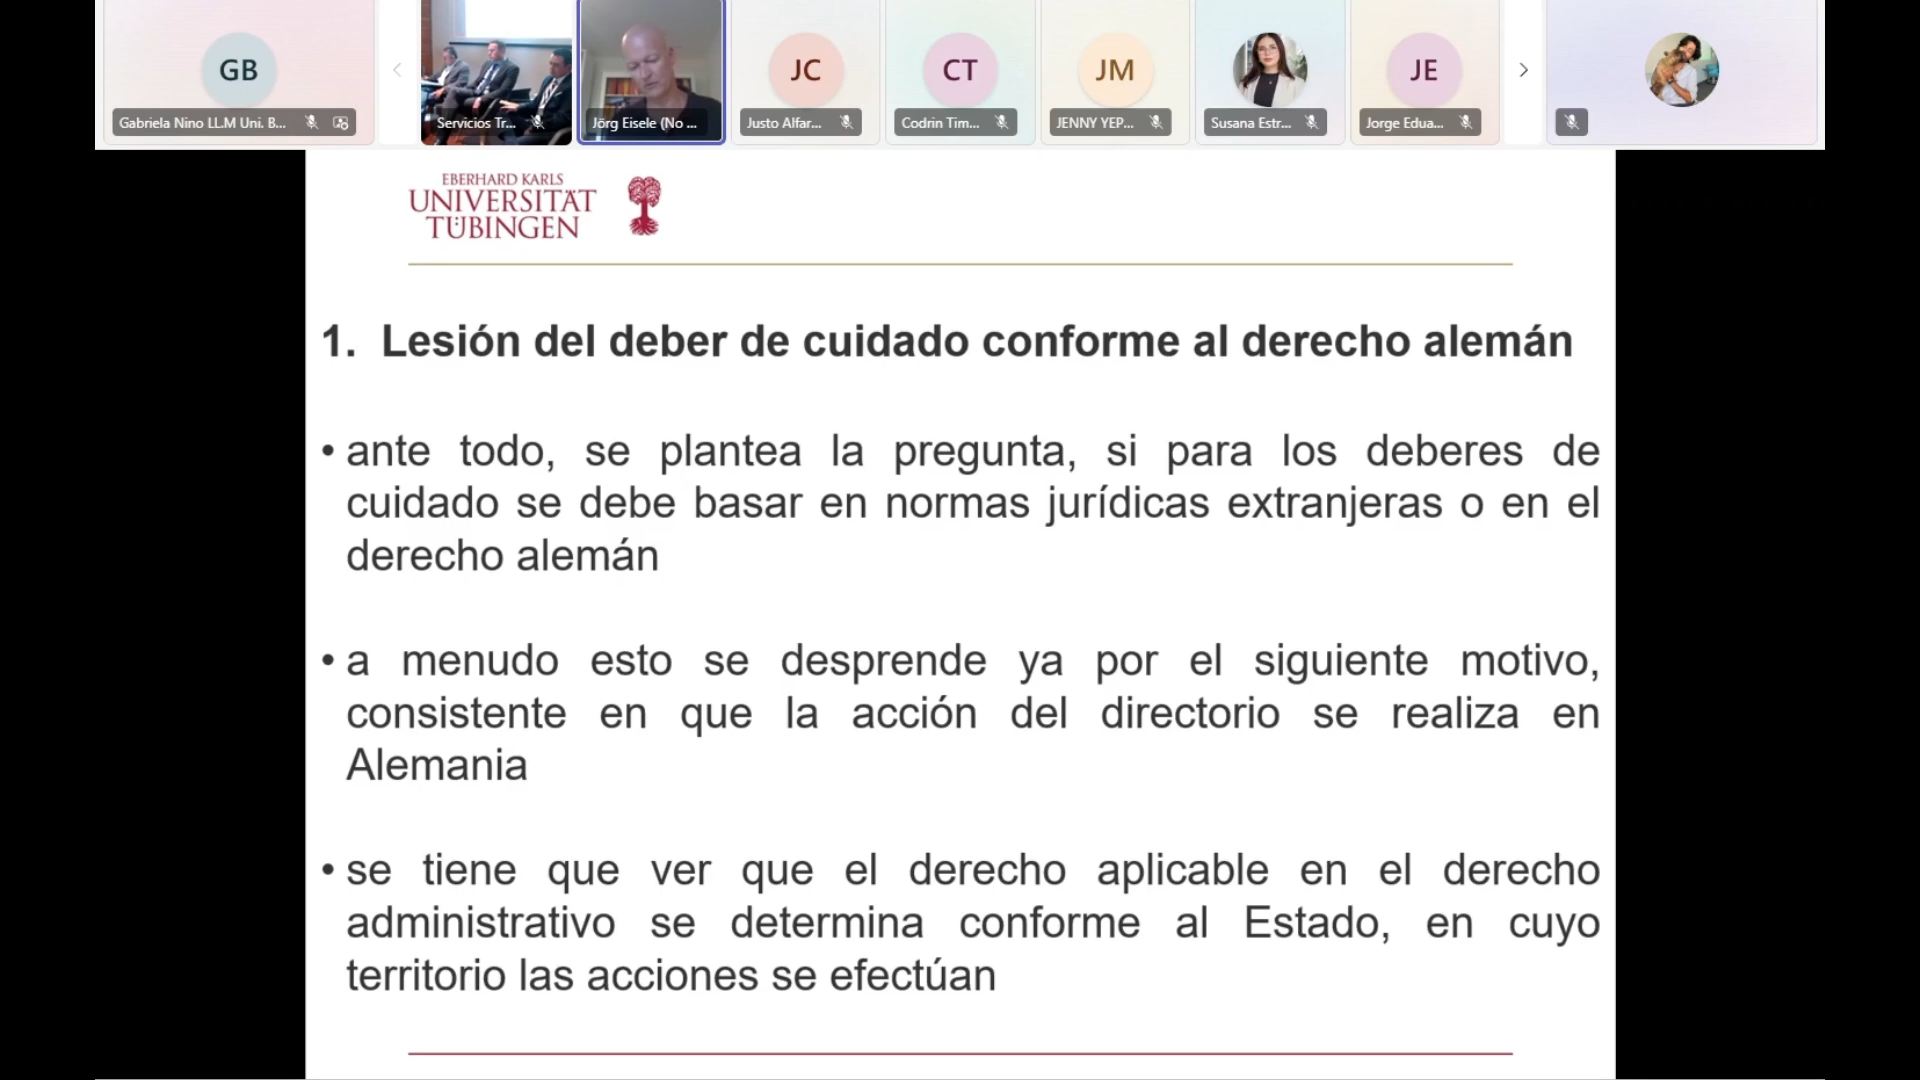 GB
JC
CT
JM
JE
Gabriela Nino LL.M Uni. B...
Servicios Tr...
Jörg Eisele (No ...
Justo Alfar...
Codrin Tim...
JENNY YEP...
Susana Estr...
Jorge Edua...
EBERHARD KARLS
UNIVERSITÄT
TÜBINGEN
1. Lesión del deber de cuidado conforme al derecho alemán
• ante todo, se plantea la pregunta, si para los deberes de
cuidado se debe basar en normas jurídicas extranjeras o en el
derecho alemán
• a menudo esto se desprende ya por el siguiente motivo,
consistente en que la acción del directorio se realiza en
Alemania
• se tiene que ver que el derecho aplicable en el derecho
administrativo se determina conforme al Estado, en cuyo
territorio las acciones se efectúan